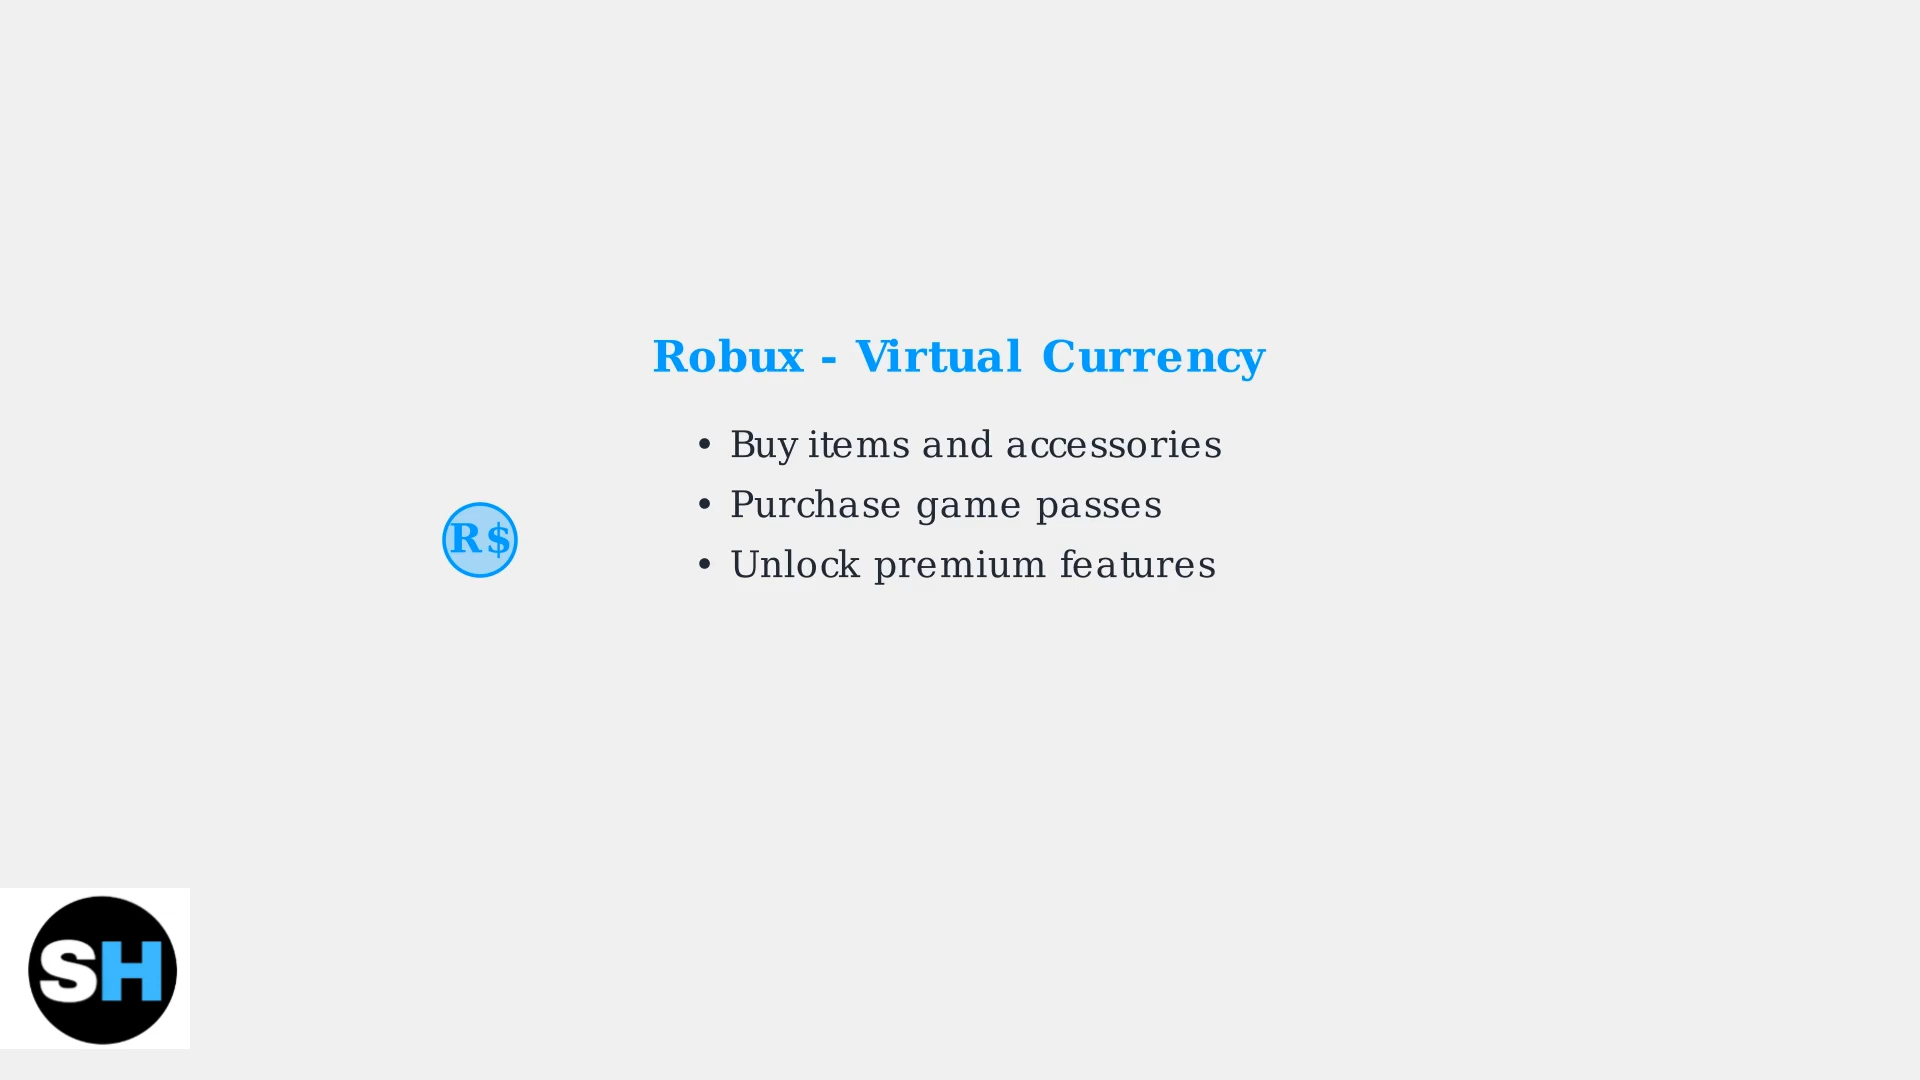 Robux - Virtual Currency
• Buy items and accessories
• Purchase game passes
• Unlock premium features
R$
SH